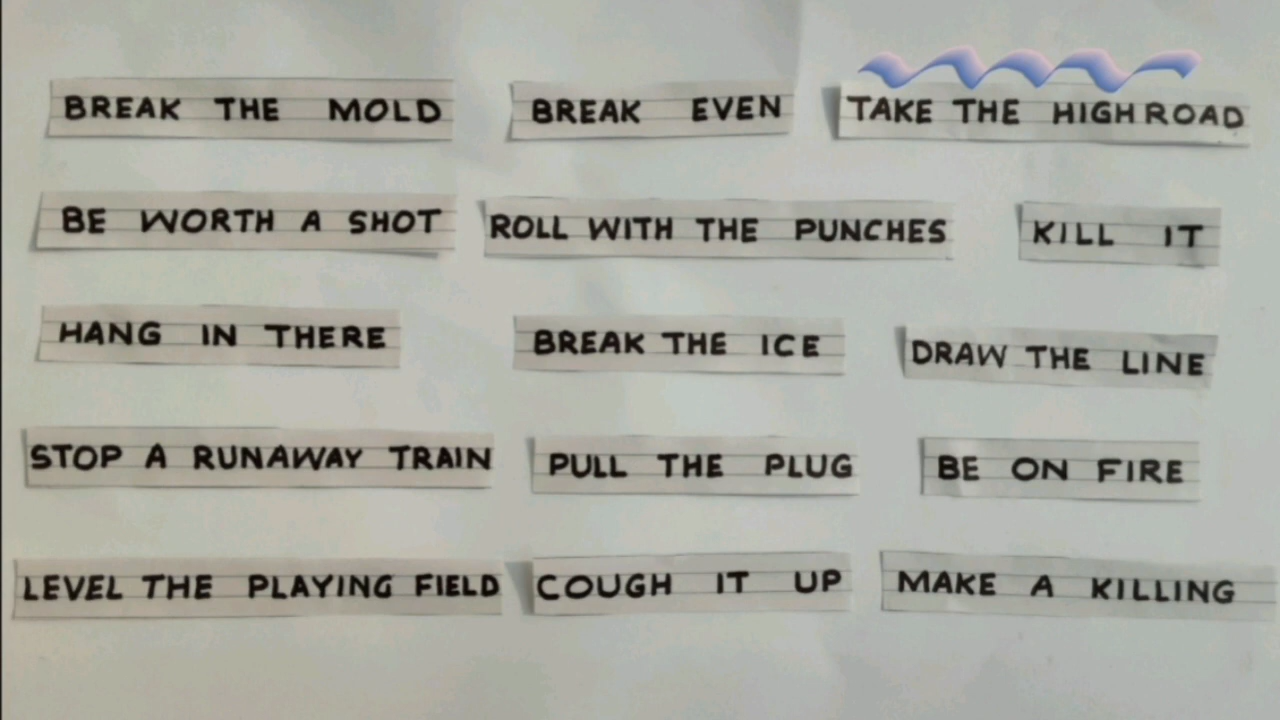 BREAK THE MOLD
BREAK EVEN
TAKE THE HIGH ROAD
BE WORTH A SHOT
ROLL WITH THE PUNCHES
KILL IT
HANG IN THERE
BREAK THE ICE
DRAW THE LINE
STOP A RUNAWAY TRAIN
PULL THE PLUG
BE ON FIRE
LEVEL THE PLAYING FIELD
COUGH IT UP
MAKE A KILLING